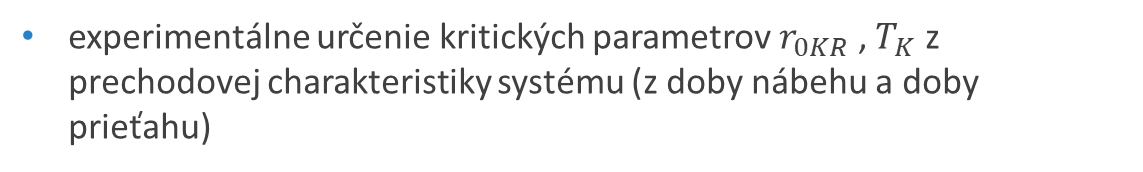 • experimentálne určenie kritických parametrov r₀ₖᵣ , Tₖ z
prechodovej charakteristiky systému (z doby nábehu a doby
prieťahu)